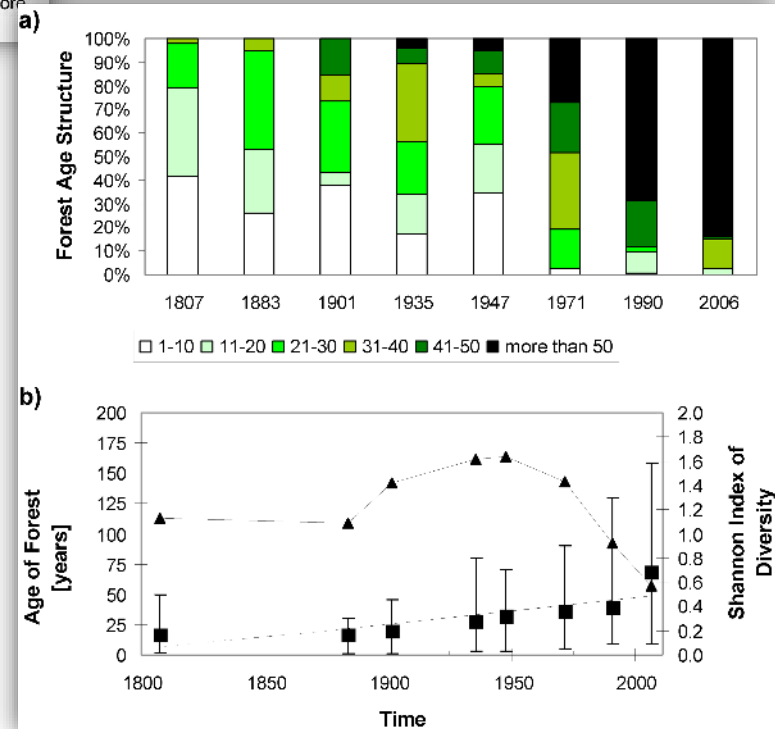 ore
a)
Forest Age Structure
100%
90%
80%
70%
60%
50%
40%
30%
20%
10%
0%
1807 1883 1901 1935 1947 1971 1990 2006
1-10 11-20 21-30 31-40 41-50 more than 50
b)
Age of Forest
[years]
200
175
150
125
100
75
50
25
0
2.0
1.8
1.6
1.4
1.2
1.0
0.8
0.6
0.4
0.2
0.0
Shannon Index of
Diversity
1800 1850 1900 1950 2000
Time